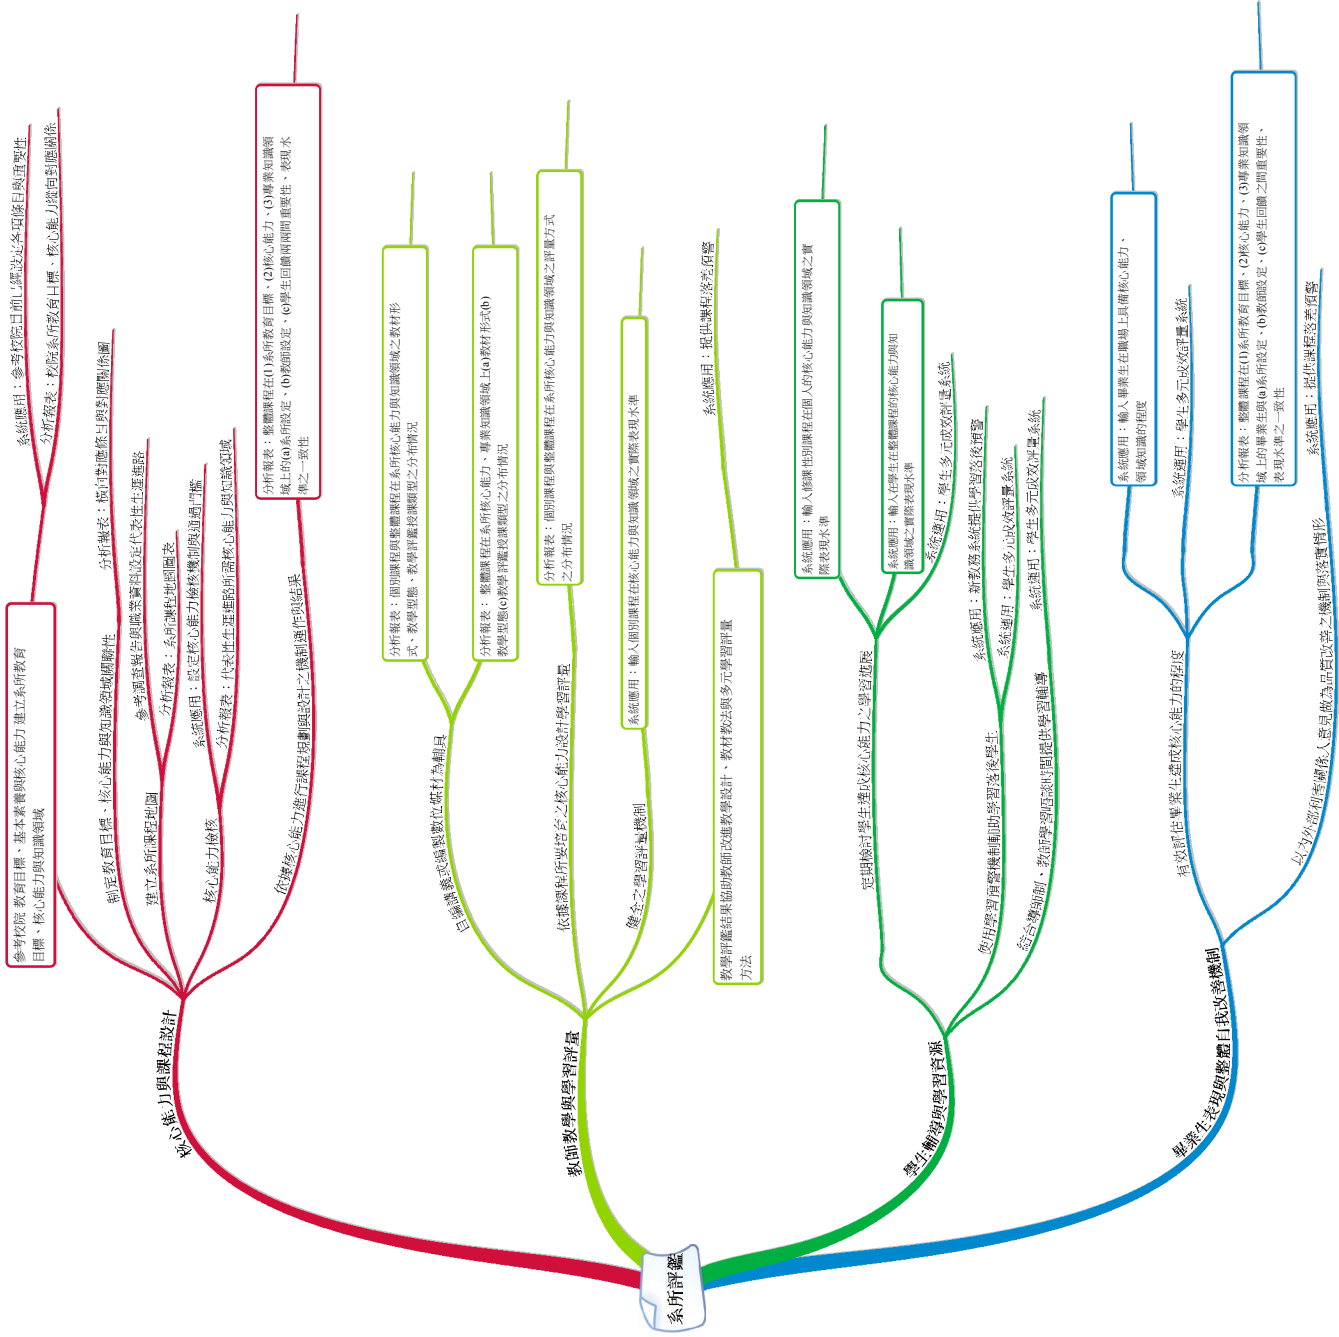 系所評鑑
核心能力與課程設計
參考校院 教育目標、基本素養與核心能力 建立系所教育
目標、核心能力與知識領域
系統應用：參考校院目前已經設定各項條目與重要性
分析報表：校院系所教育目標、核心能力縱向對應關係
制定教育目標、核心能力與知識領域關聯性
分析報表：橫向對應條目與對應關係圖
建立系所課程地圖
參考調查報告與職業資料設定代表性生涯進路
分析報表：系所課程地圖圖表
核心能力檢核
系統應用：設定核心能力檢核機制與通過門檻
分析報表：代表性生涯進路所需核心能力與知識領域
依據核心能力進行課程規劃與設計之機制運作與結果
分析報表：整體課程在(1)系所教育目標、(2)核心能力、(3)專業知識領
域上的(a)系所設定、(b)教師設定、(c)學生回饋兩兩間重要性、表現水
準之一致性
教師教學與學習評量
自編講義或編製數位媒材為輔具
分析報表：個別課程與整體課程在系所核心能力與知識領域之教材形
式、教學型態、教學評鑑授課類型之分布情況
分析報表：整體課程在系所核心能力、專業知識領域上(a)教材形式(b)
教學型態(c)教學評鑑授課類型之分布情況
依據課程所要培育之核心能力設計學習評量
分析報表：個別課程與整體課程在系所核心能力與知識領域之評量方式
之分布情況
健全之學習評量機制
系統應用：輸入個別課程在核心能力與知識領域之實際表現水準
教學評鑑結果協助教師改進教學設計、教材教法與多元學習評量
方法
系統應用：提供課程落差預警
學生輔導與學習資源
定期檢討學生達成核心能力之學習進展
系統應用：輸入修課性別課程在個人的核心能力與知識領域之實
際表現水準
系統應用：輸入在學生在整體課程的核心能力與知
識領域之實際表現水準
系統運用：學生多元成效評量系統
使用學習預警機制輔助學習落後學生
系統應用：新教務系統提供學習落後預警
系統運用：學生多元成效評量系統
結合導師制、教師學習晤談時間提供學習輔導
系統運用：學生多元成效評量系統
畢業生表現與整體自我改善機制
有效評估畢業生達成核心能力的程度
系統應用：輸入畢業生在職場上具備核心能力、
領域知識的程度
系統運用：學生多元成效評量系統
分析報表：整體課程在(1)系所教育目標、(2)核心能力、(3)專業知識領
域上的畢業生與(a)系所設定、(b)教師設定、(c)學生回饋之間重要性、
表現水準之一致性
以內外部利害關係人意見做為品質改善之機制與落實情形
系統應用：提供課程落差預警